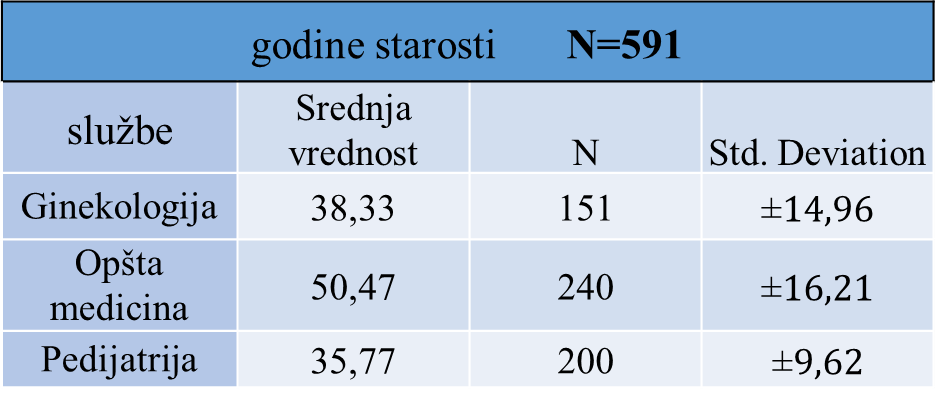 godine starosti N=591
službe Srednja vrednost N Std. Deviation
Ginekologija 38,33 151 ±14,96
Opšta medicina 50,47 240 ±16,21
Pedijatrija 35,77 200 ±9,62